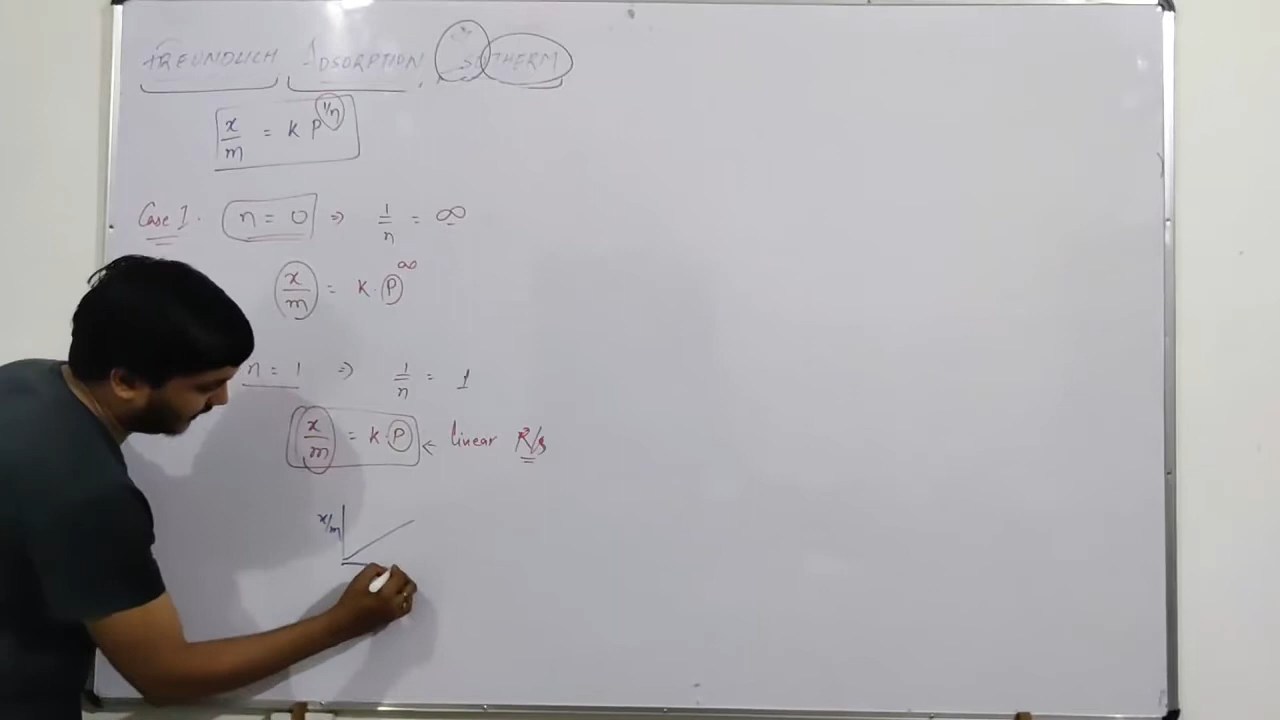 FREUNDLICH ADSORPTION ISOTHERM
x/m = K P^1/n
Case I. n = 0 ⇒ 1/n = ∞
x/m = K . P^∞
n = 1 ⇒ 1/n = 1
x/m = K . P ← linear R/s
x/m